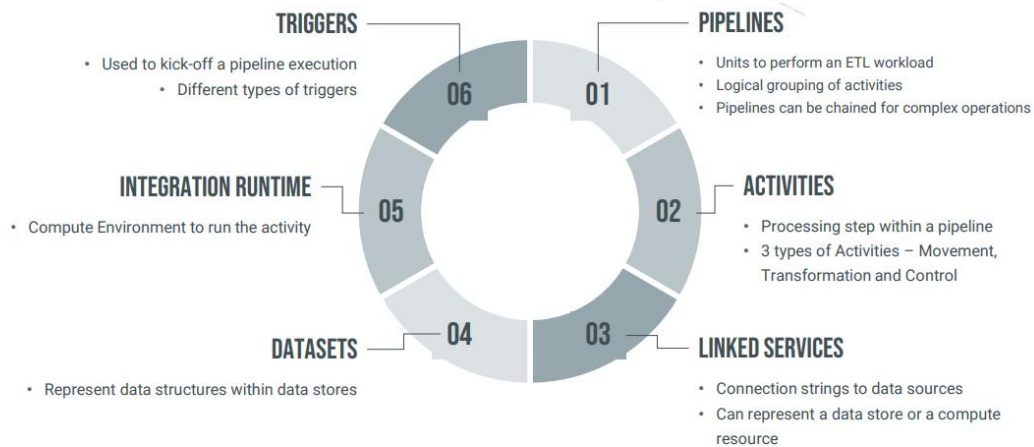 TRIGGERS
• Used to kick-off a pipeline execution
• Different types of triggers
06
PIPELINES
01
• Units to perform an ETL workload
• Logical grouping of activities
• Pipelines can be chained for complex operations
INTEGRATION RUNTIME
• Compute Environment to run the activity
05
ACTIVITIES
02
• Processing step within a pipeline
• 3 types of Activities – Movement,
Transformation and Control
DATASETS
• Represent data structures within data stores
04
LINKED SERVICES
03
• Connection strings to data sources
• Can represent a data store or a compute
resource